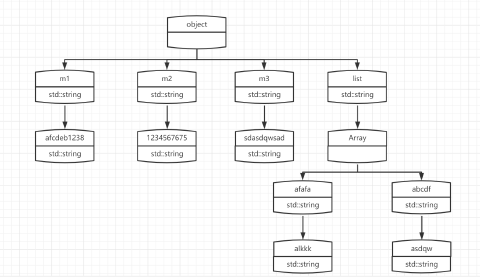 object
m1
m2
m3
list
std::string
std::string
std::string
std::string
afcdeb1238
1234567675
sdasdqwsad
Array
std::string
std::string
std::string
afafa
abcdf
std::string
std::string
alkkk
asdqw
std::string
std::string